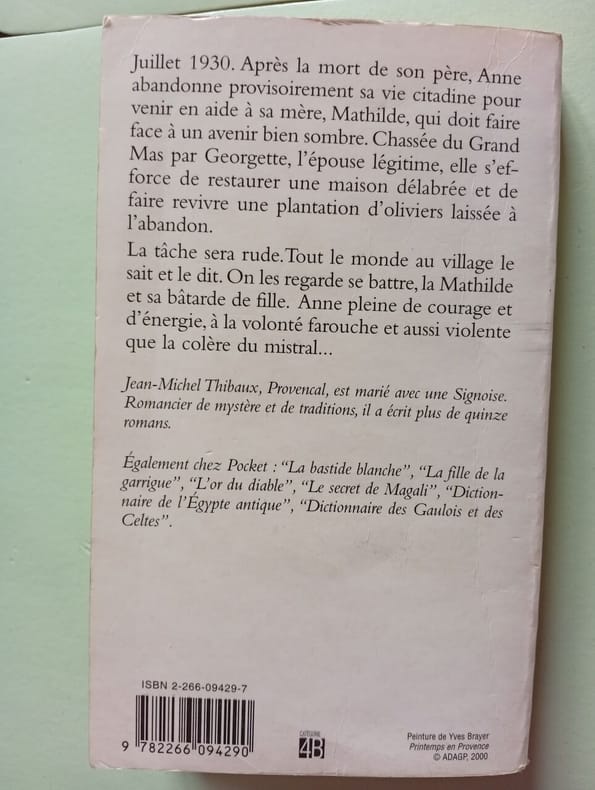 Juillet 1930. Après la mort de son père, Anne
abandonne provisoirement sa vie citadine pour
venir en aide à sa mère, Mathilde, qui doit faire
face à un avenir bien sombre. Chassée du Grand
Mas par Georgette, l'épouse légitime, elle s'ef-
force de restaurer une maison délabrée et de
faire revivre une plantation d'oliviers laissée à
l'abandon.
La tâche sera rude. Tout le monde au village le
sait et le dit. On les regarde se battre, la Mathilde
et sa bâtarde de fille. Anne pleine de courage et
d'énergie, à la volonté farouche et aussi violente
que la colère du mistral...
Jean-Michel Thibaux, Provencal, est marié avec une Signoise.
Romancier de mystère et de traditions, il a écrit plus de quinze
romans.
Également chez Pocket : "La bastide blanche", "La fille de la
garrigue", "L'or du diable", "Le secret de Magali", "Diction-
naire de l'Égypte antique", "Dictionnaire des Gaulois et des
Celtes".
ISBN 2-266-09429-7
9 782266 094290
CATÉGORIE
4B
Peinture de Yves Brayer
Printemps en Provence
© ADAGP, 2000